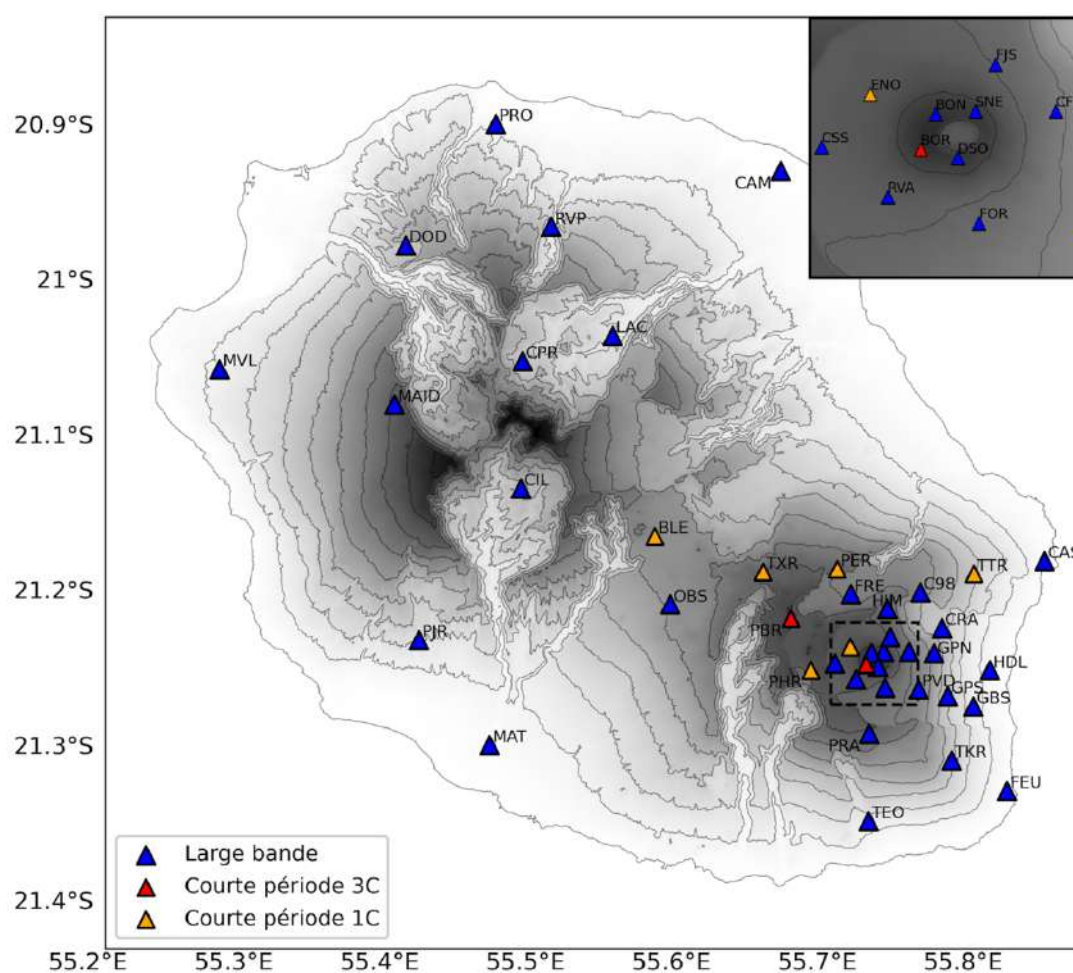 20.9°S
21°S
21.1°S
21.2°S
21.3°S
21.4°S
PRO
CAM
DOD
RVP
LAC
CPR
MVL
MAID
CIL
BLE
OBS
PJR
MAT
TXR
PER
TTR
CAS
FRE
HIM
C98
PBR
CRA
GPN
HDL
PHR
PVD
GPS
GBS
PRA
TKR
FEU
TEO
FJS
ENO
BON
SNE
CSS
BOR
DSO
RVA
FOR
Large bande
Courte période 3C
Courte période 1C
55.2°E 55.3°E 55.4°E 55.5°E 55.6°E 55.7°E 55.8°E